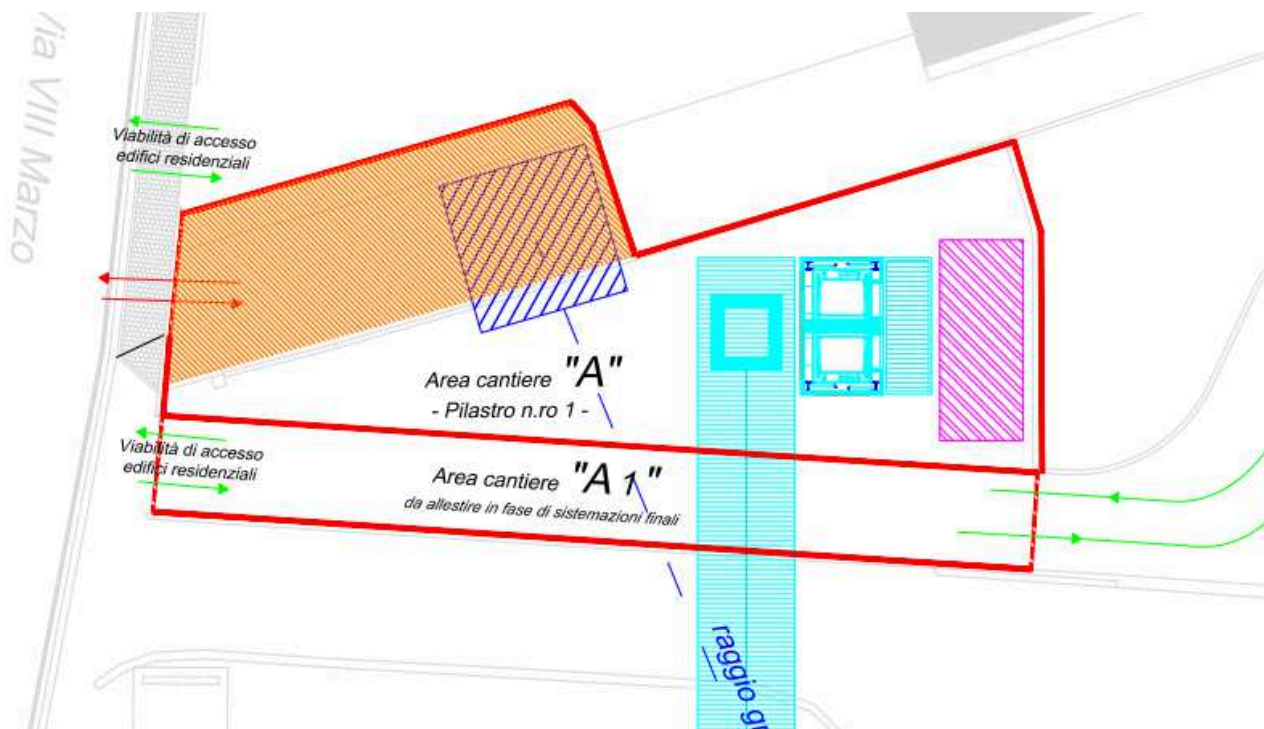 Via VIII Marzo
Viabilità di accesso
edifici residenziali
Area cantiere "A"
- Pilastro n.ro 1 -
Viabilità di accesso
edifici residenziali
Area cantiere "A 1"
da allestire in fase di sistemazioni finali
raggio